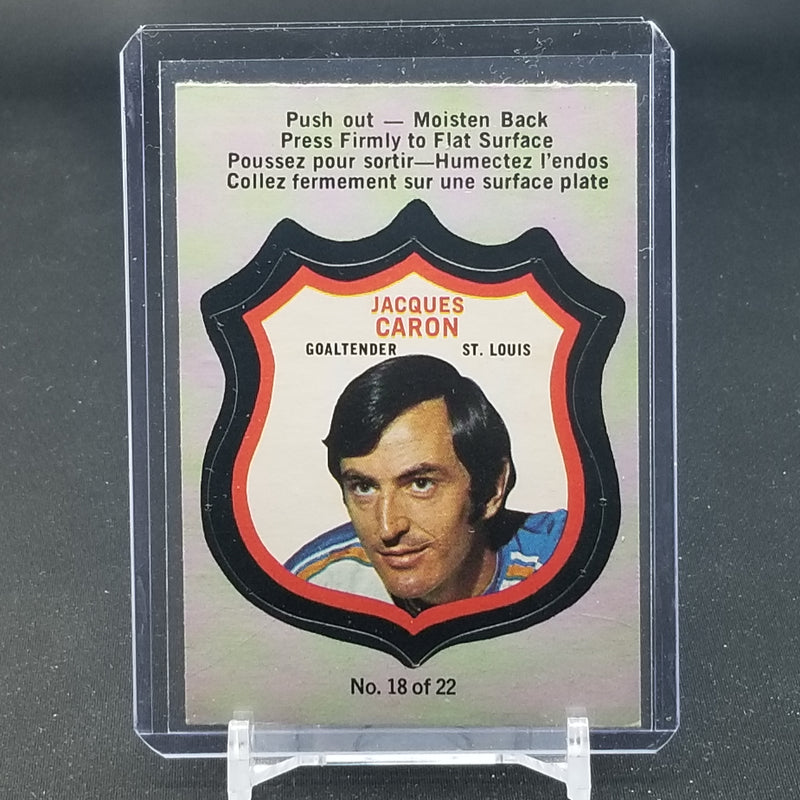 Push out — Moisten Back
Press Firmly to Flat Surface
Poussez pour sortir—Humectez l'endos
Collez fermement sur une surface plate
JACQUES
CARON
GOALTENDER ST. LOUIS
No. 18 of 22